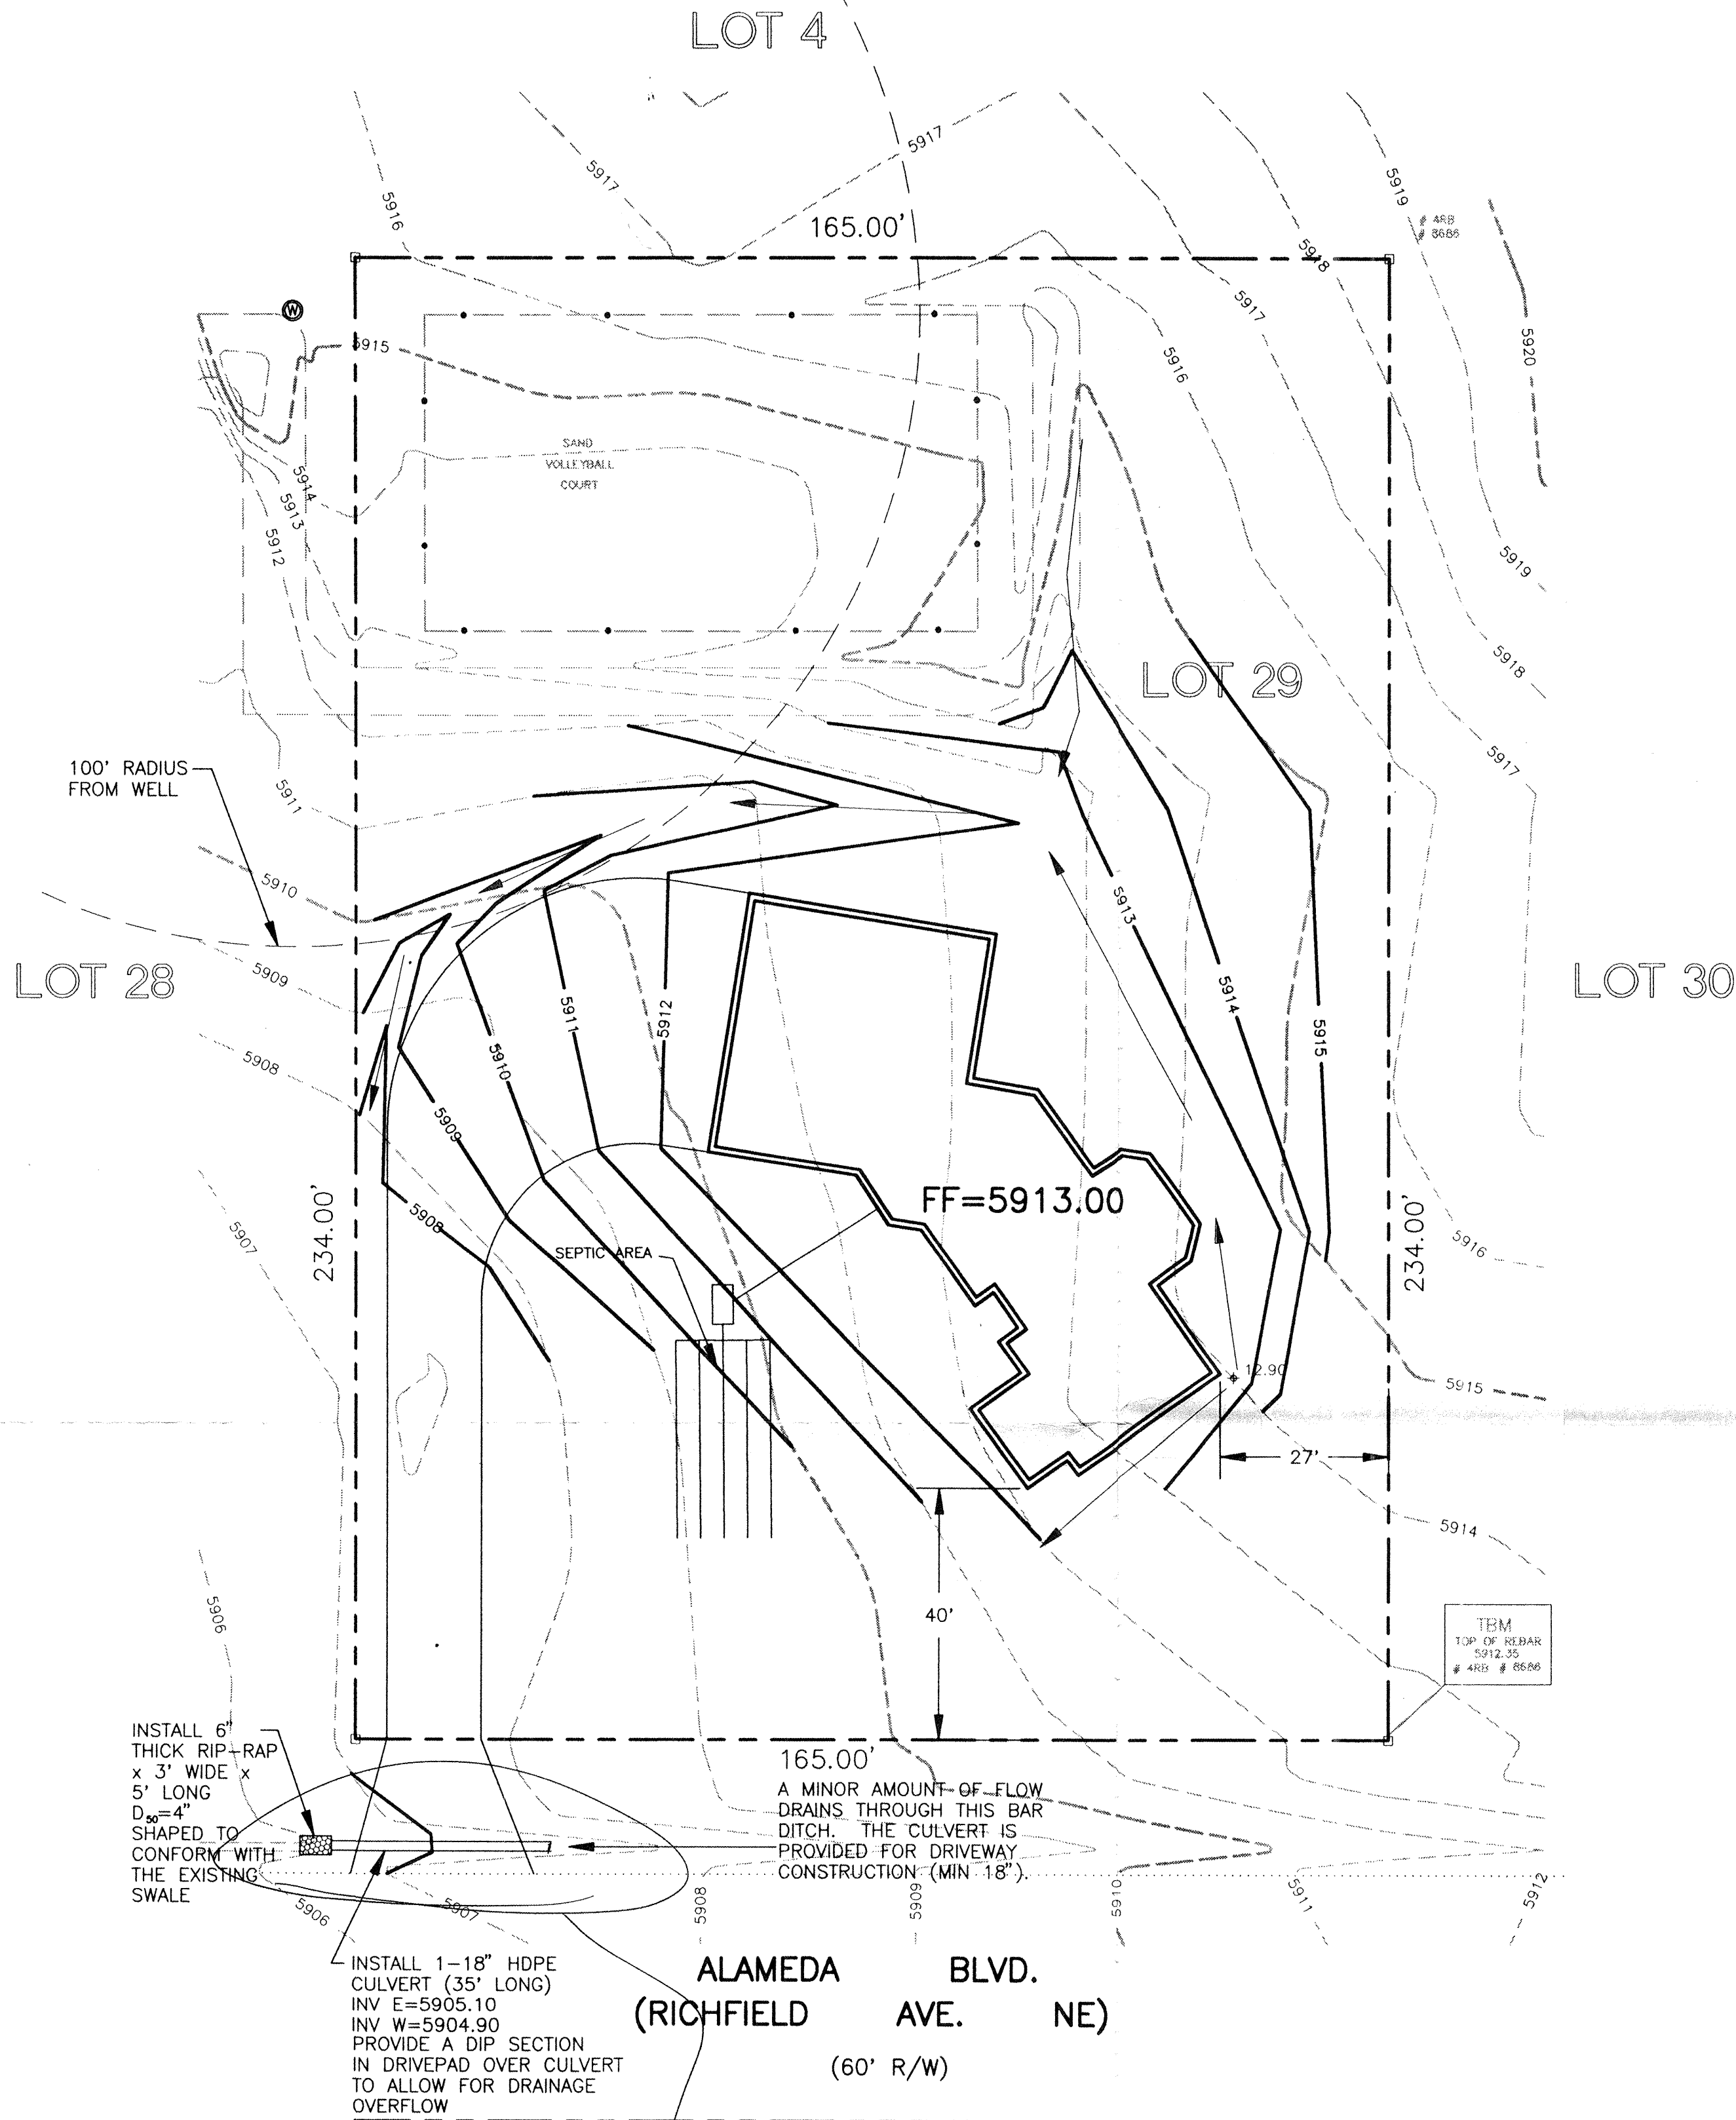 LOT 4
5917
5917
5916
5919
# 4RB
# 8686
165.00'
5918
5917
5920
5916
W
5915
SAND
VOLLEYBALL
COURT
5914
5913
5912
5919
5918
LOT 29
5917
100' RADIUS
FROM WELL
5911
5910
5913
LOT 28
5909
5911
5912
5914
LOT 30
5915
5908
5910
5909
FF=5913.00
5907
5908
234.00'
SEPTIC AREA
234.00'
5916
12.90
5915
27'
5914
5906
40'
TBM
TOP OF REBAR
5912.35
# 4RB # 8686
INSTALL 6"
THICK RIP-RAP
x 3' WIDE x
5' LONG
D50=4"
SHAPED TO
CONFORM WITH
THE EXISTING
SWALE
165.00'
A MINOR AMOUNT OF FLOW
DRAINS THROUGH THIS BAR
DITCH. THE CULVERT IS
PROVIDED FOR DRIVEWAY
CONSTRUCTION (MIN 18").
5906
5907
5908
5909
5910
5911
5912
INSTALL 1-18" HDPE
CULVERT (35' LONG)
INV E=5905.10
INV W=5904.90
PROVIDE A DIP SECTION
IN DRIVEPAD OVER CULVERT
TO ALLOW FOR DRAINAGE
OVERFLOW
ALAMEDA BLVD.
(RICHFIELD AVE. NE)
(60' R/W)